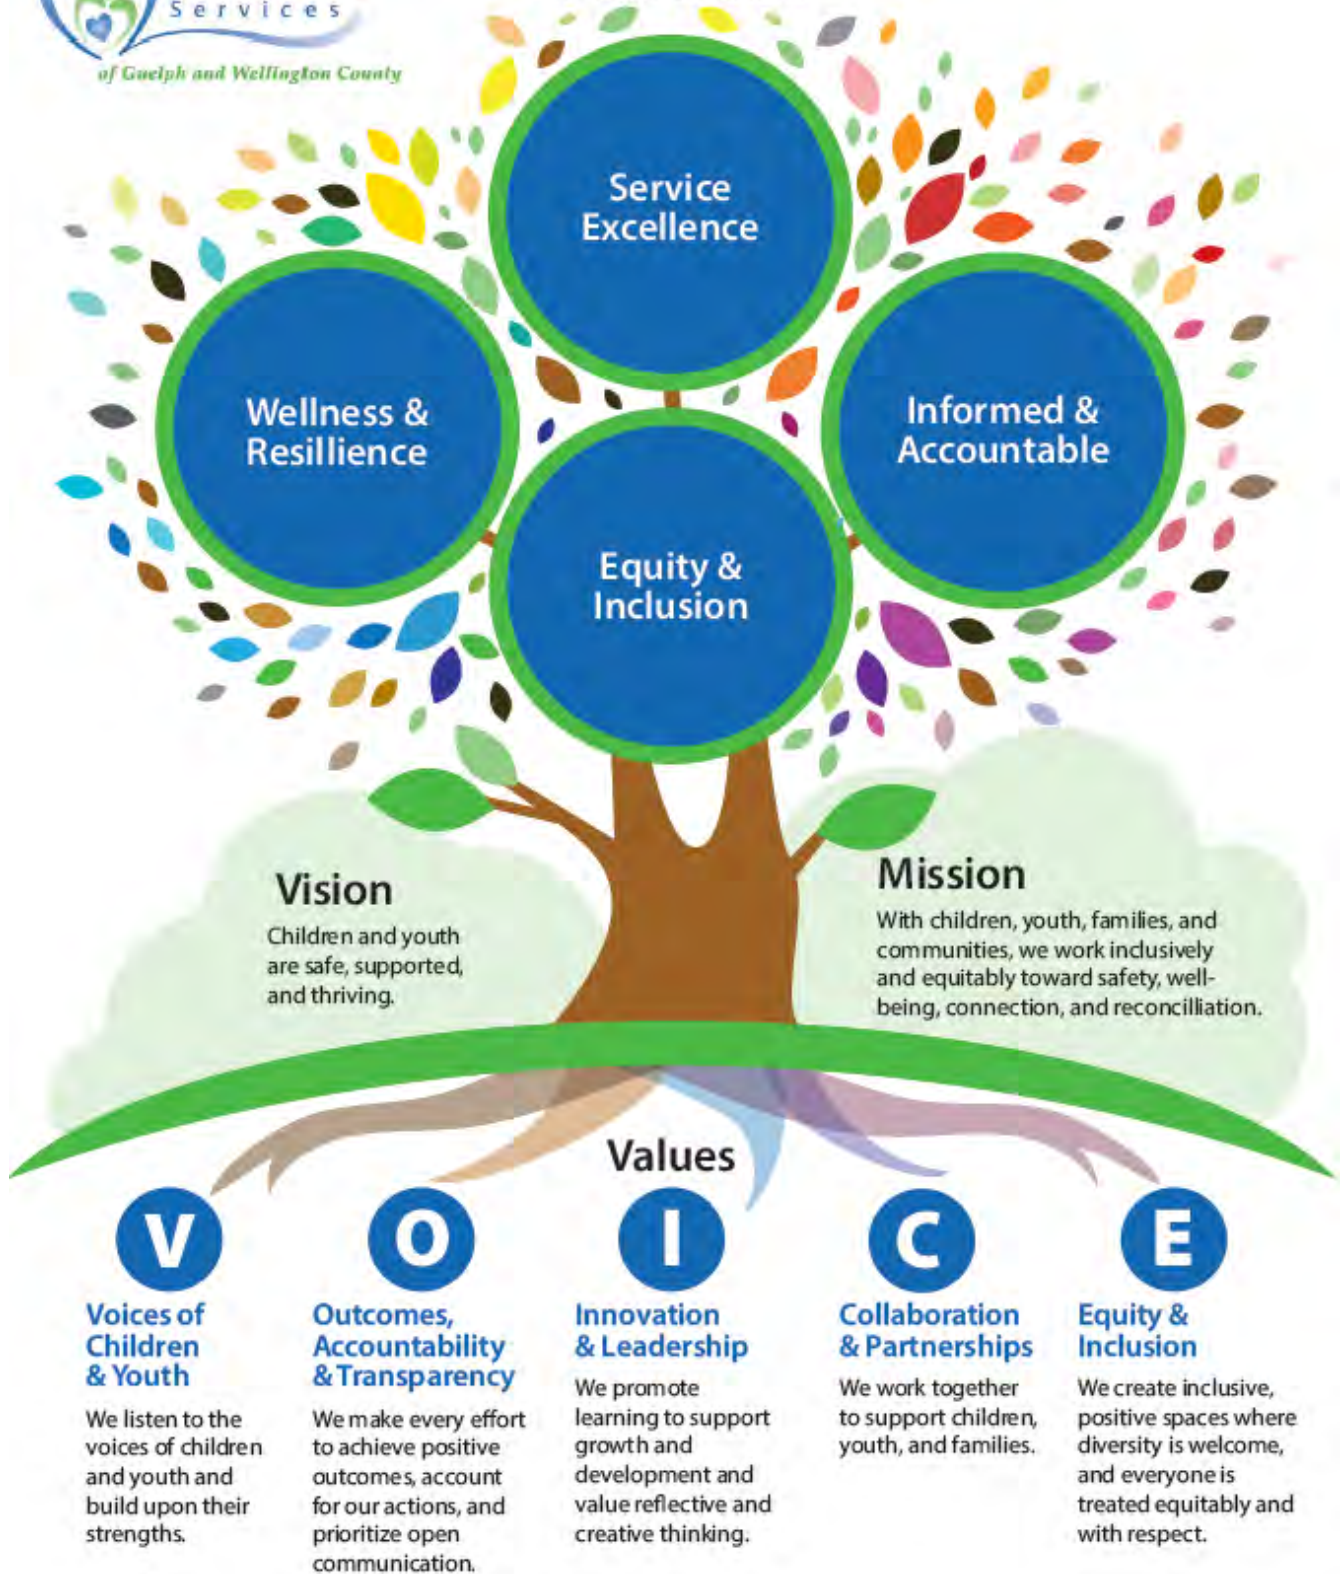 Services
of Guelph and Wellington County
Service
Excellence
Wellness &
Resillience
Informed &
Accountable
Equity &
Inclusion
Vision
Children and youth
are safe, supported,
and thriving.
Mission
With children, youth, families, and
communities, we work inclusively
and equitably toward safety, well-
being, connection, and reconcilliation.
Values
V
O
I
C
E
Voices of
Children
& Youth
We listen to the
voices of children
and youth and
build upon their
strengths.
Outcomes,
Accountability
& Transparency
We make every effort
to achieve positive
outcomes, account
for our actions, and
prioritize open
communication.
Innovation
& Leadership
We promote
learning to support
growth and
development and
value reflective and
creative thinking.
Collaboration
& Partnerships
We work together
to support children,
youth, and families.
Equity &
Inclusion
We create inclusive,
positive spaces where
diversity is welcome,
and everyone is
treated equitably and
with respect.